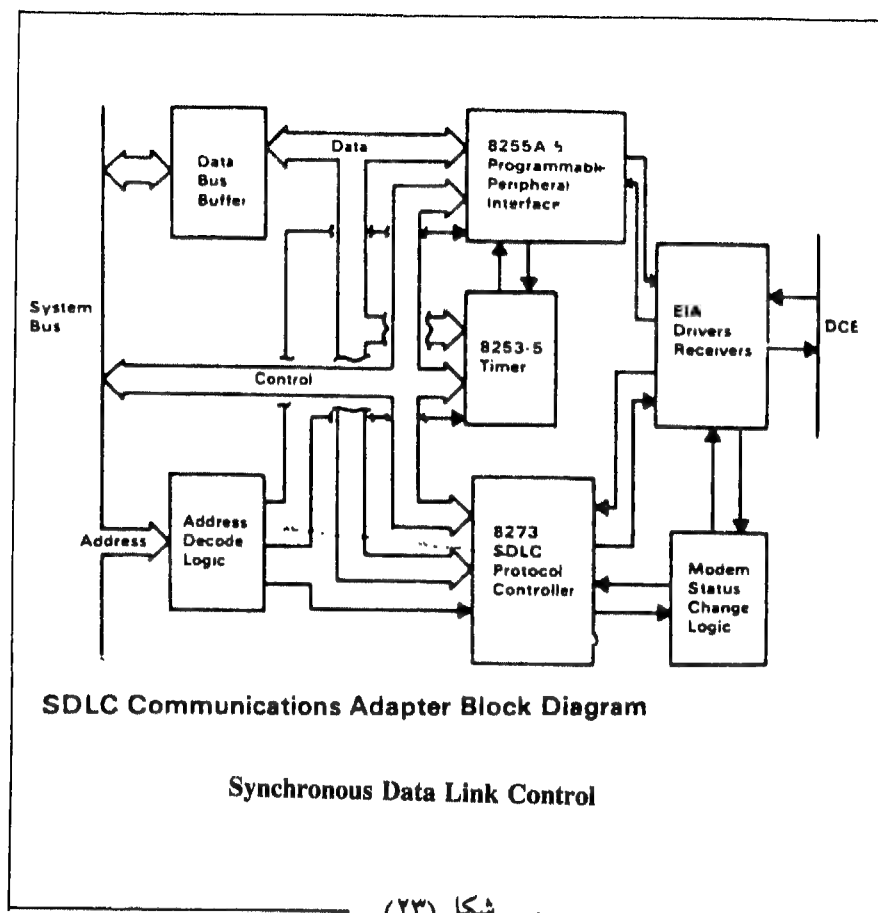 Data
Bus
Buffer
Data
8255A 5
Programmable
Peripheral
Interface
System
Bus
8253-5
Timer
EIA
Drivers
Receivers
DCE
Control
Address
Address
Decode
Logic
8273
SDLC
Protocol
Controller
Modem
Status
Change
Logic
SDLC Communications Adapter Block Diagram
Synchronous Data Link Control
شكل (٢٣)